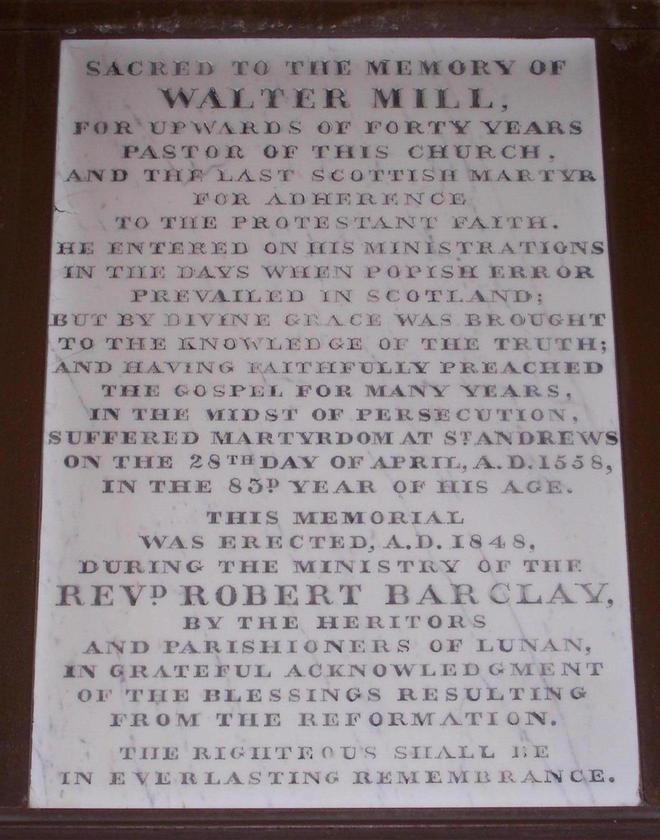 SACRED TO THE MEMORY OF
WALTER MILL,
FOR UPWARDS OF FORTY YEARS
PASTOR OF THIS CHURCH,
AND THE LAST SCOTTISH MARTYR
FOR ADHERENCE
TO THE PROTESTANT FAITH.
HE ENTERED ON HIS MINISTRATIONS
IN THE DAYS WHEN POPISH ERROR
PREVAILED IN SCOTLAND;
BUT BY DIVINE GRACE WAS BROUGHT
TO THE KNOWLEDGE OF THE TRUTH;
AND HAVING FAITHFULLY PREACHED
THE GOSPEL FOR MANY YEARS,
IN THE MIDST OF PERSECUTION,
SUFFERED MARTYRDOM AT ST ANDREWS
ON THE 28TH DAY OF APRIL, A.D. 1558,
IN THE 83D YEAR OF HIS AGE.
THIS MEMORIAL
WAS ERECTED, A.D. 1848,
DURING THE MINISTRY OF THE
REVD ROBERT BARCLAY,
BY THE HERITORS
AND PARISHIONERS OF LUNAN,
IN GRATEFUL ACKNOWLEDGMENT
OF THE BLESSINGS RESULTING
FROM THE REFORMATION.
THE RIGHTEOUS SHALL BE
IN EVERLASTING REMEMBRANCE.